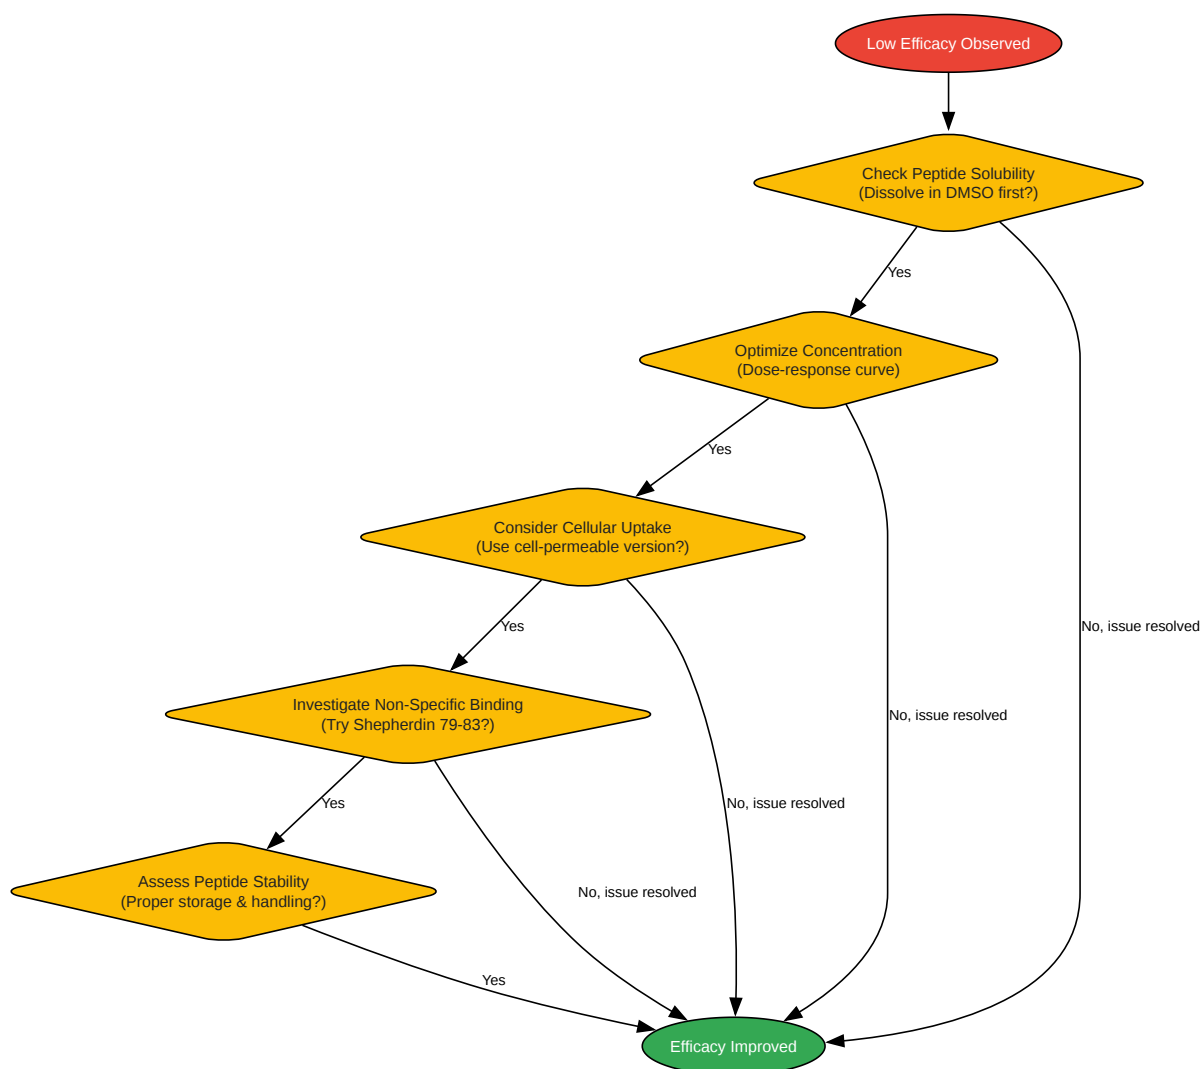 Low Efficacy Observed
Check Peptide Solubility
(Dissolve in DMSO first?)
Yes
Optimize Concentration
(Dose-response curve)
Yes
Consider Cellular Uptake
(Use cell-permeable version?)
Yes
No, issue resolved
Investigate Non-Specific Binding
(Try Shepherdin 79-83?)
No, issue resolved
Yes
No, issue resolved
Assess Peptide Stability
(Proper storage & handling?)
No, issue resolved
Yes
Efficacy Improved